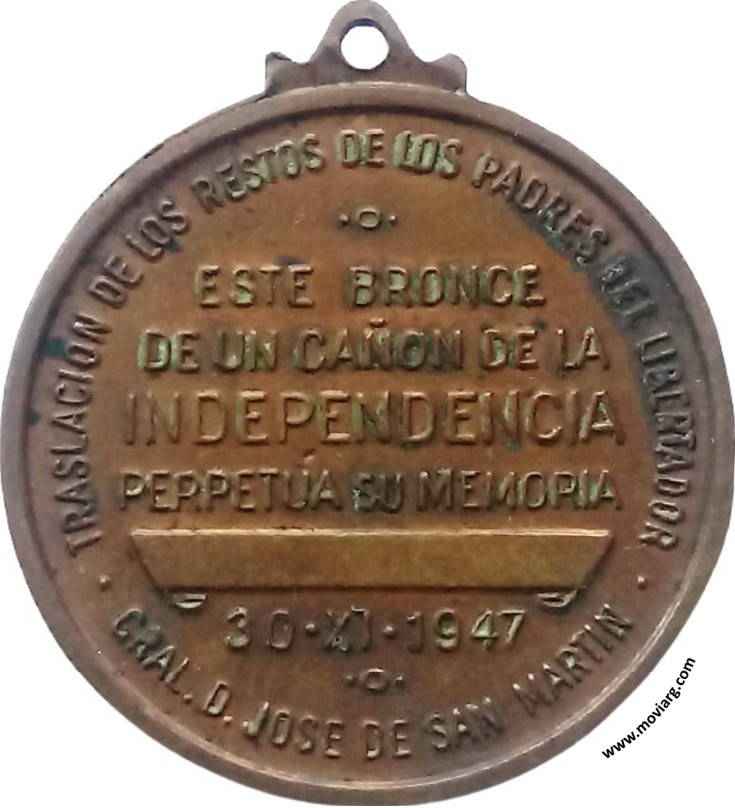 TRASLACION DE LOS RESTOS DE LOS PADRES DEL LIBERTADOR
ESTE BRONCE
DE UN CAÑON DE LA
INDEPENDENCIA
PERPETÚA SU MEMORIA
30·XI·1947
GRAL. D. JOSE DE SAN MARTIN
www.moviarg.com